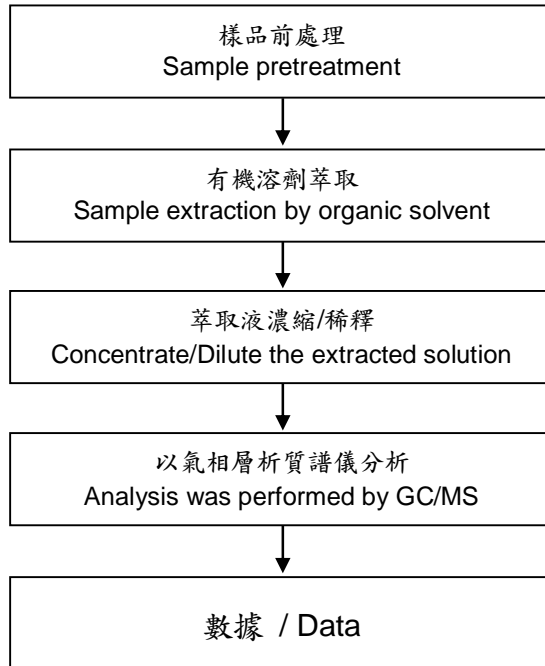 樣品前處理
Sample pretreatment
有機溶劑萃取
Sample extraction by organic solvent
萃取液濃縮/稀釋
Concentrate/Dilute the extracted solution
以氣相層析質譜儀分析
Analysis was performed by GC/MS
數據 / Data